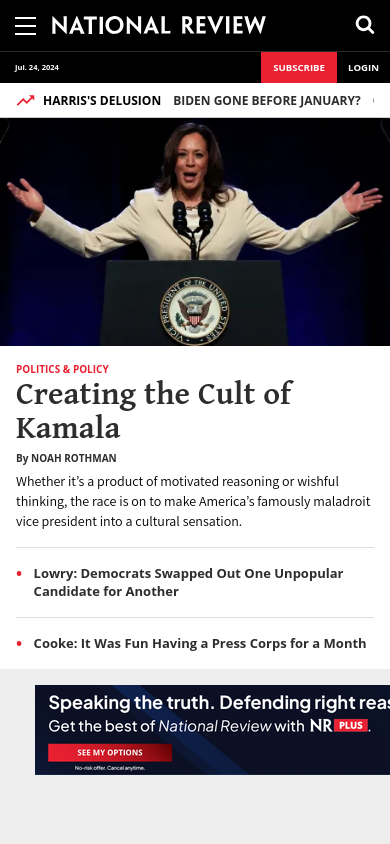 NATIONAL REVIEW
Jul. 24, 2024
SUBSCRIBE
LOGIN
HARRIS'S DELUSION BIDEN GONE BEFORE JANUARY?
VICE PRESIDENT OF THE UNITED STATES
POLITICS & POLICY
Creating the Cult of
Kamala
By NOAH ROTHMAN
Whether it’s a product of motivated reasoning or wishful
thinking, the race is on to make America’s famously maladroit
vice president into a cultural sensation.
Lowry: Democrats Swapped Out One Unpopular
Candidate for Another
Cooke: It Was Fun Having a Press Corps for a Month
Speaking the truth. Defending right
Get the best of National Review with NR PLUS.
SEE MY OPTIONS
No-risk offer. Cancel anytime.